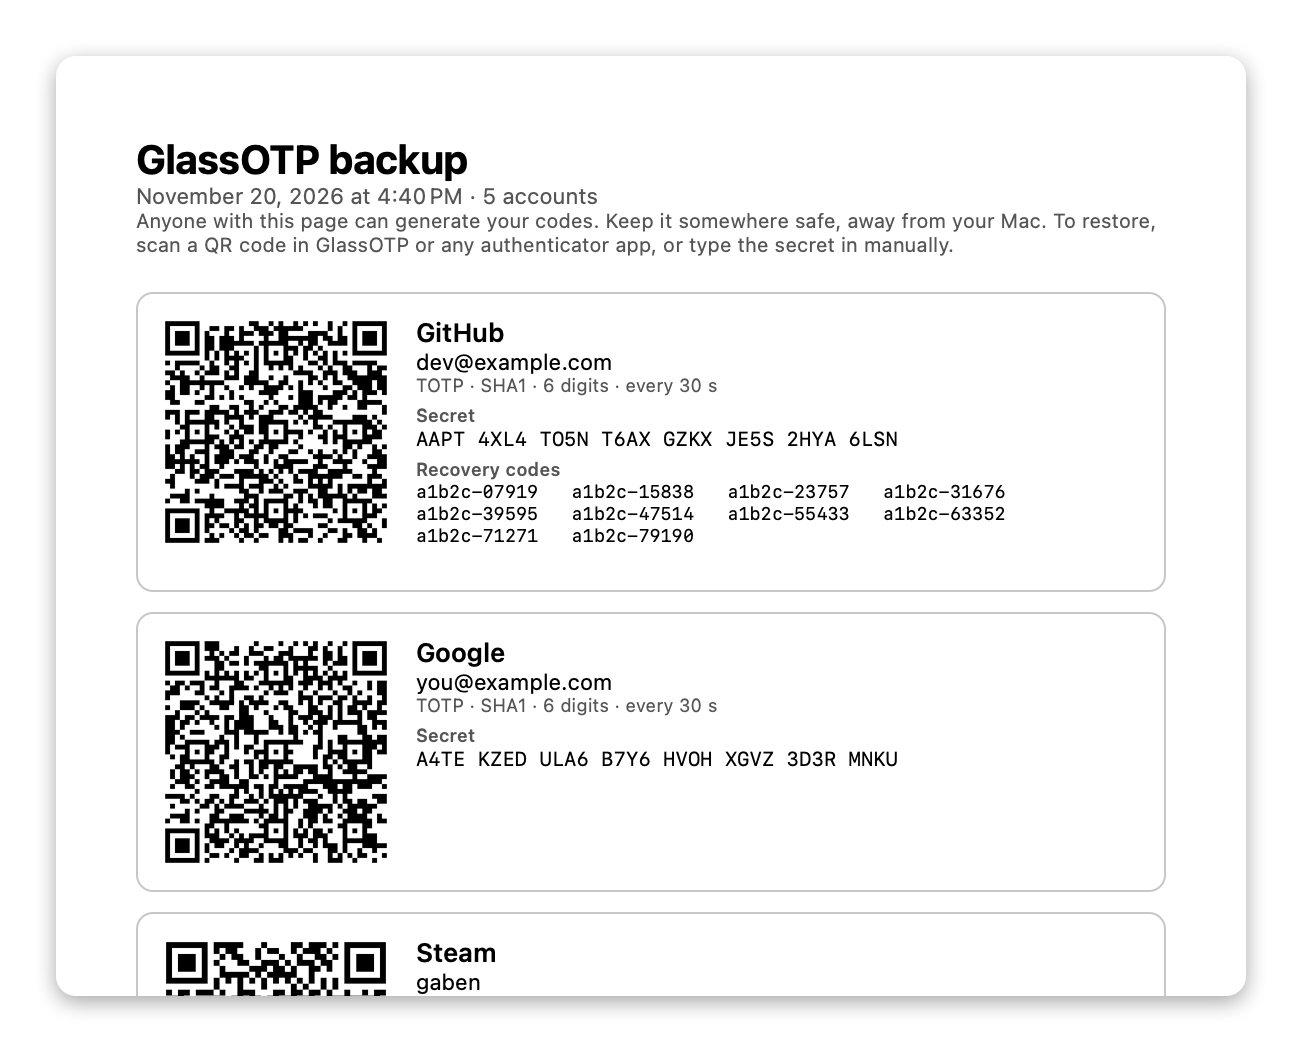 GlassOTP backup
November 20, 2026 at 4:40 PM · 5 accounts
Anyone with this page can generate your codes. Keep it somewhere safe, away from your Mac. To restore,
scan a QR code in GlassOTP or any authenticator app, or type the secret in manually.
GitHub
dev@example.com
TOTP · SHA1 · 6 digits · every 30 s
Secret
AAPT 4XL4 TO5N T6AX GZKX JE5S 2HYA 6LSN
Recovery codes
a1b2c-07919 a1b2c-15838 a1b2c-23757 a1b2c-31676
a1b2c-39595 a1b2c-47514 a1b2c-55433 a1b2c-63352
a1b2c-71271 a1b2c-79190
Google
you@example.com
TOTP · SHA1 · 6 digits · every 30 s
Secret
A4TE KZED ULA6 B7Y6 HVOH XGVZ 3D3R MNKU
Steam
gaben